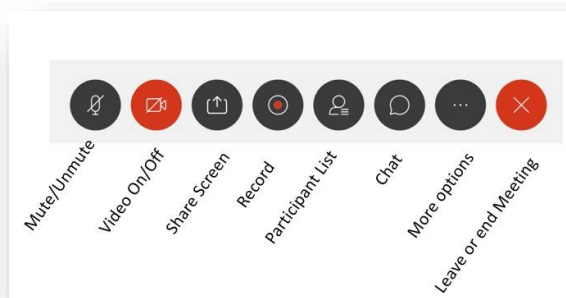 Mute/Unmute
Video On/Off
Share Screen
Record
Participant List
Chat
More options
Leave or end Meeting